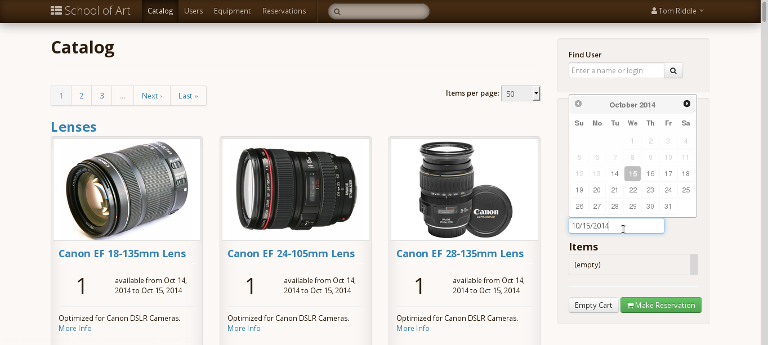 School of Art
Catalog
Users
Equipment
Reservations
Tom Riddle
Catalog
1
2
3
...
Next ›
Last »
Items per page: 50
Lenses
Canon EF 18-135mm Lens
1
available from Oct 14,
2014 to Oct 15, 2014
Optimized for Canon DSLR Cameras.
More Info
Canon EF 24-105mm Lens
1
available from Oct 14,
2014 to Oct 15, 2014
Optimized for Canon DSLR Cameras.
More Info
Canon
Canon EF 28-135mm Lens
1
available from Oct 14,
2014 to Oct 15, 2014
Optimized for Canon DSLR Cameras.
More Info
Find User
Enter a name or login
October 2014
Su Mo Tu We Th Fr Sa
1 2 3 4
5 6 7 8 9 10 11
12 13 14 15 16 17 18
19 20 21 22 23 24 25
26 27 28 29 30 31
10/15/2014
Items
(empty)
Empty Cart
Make Reservation